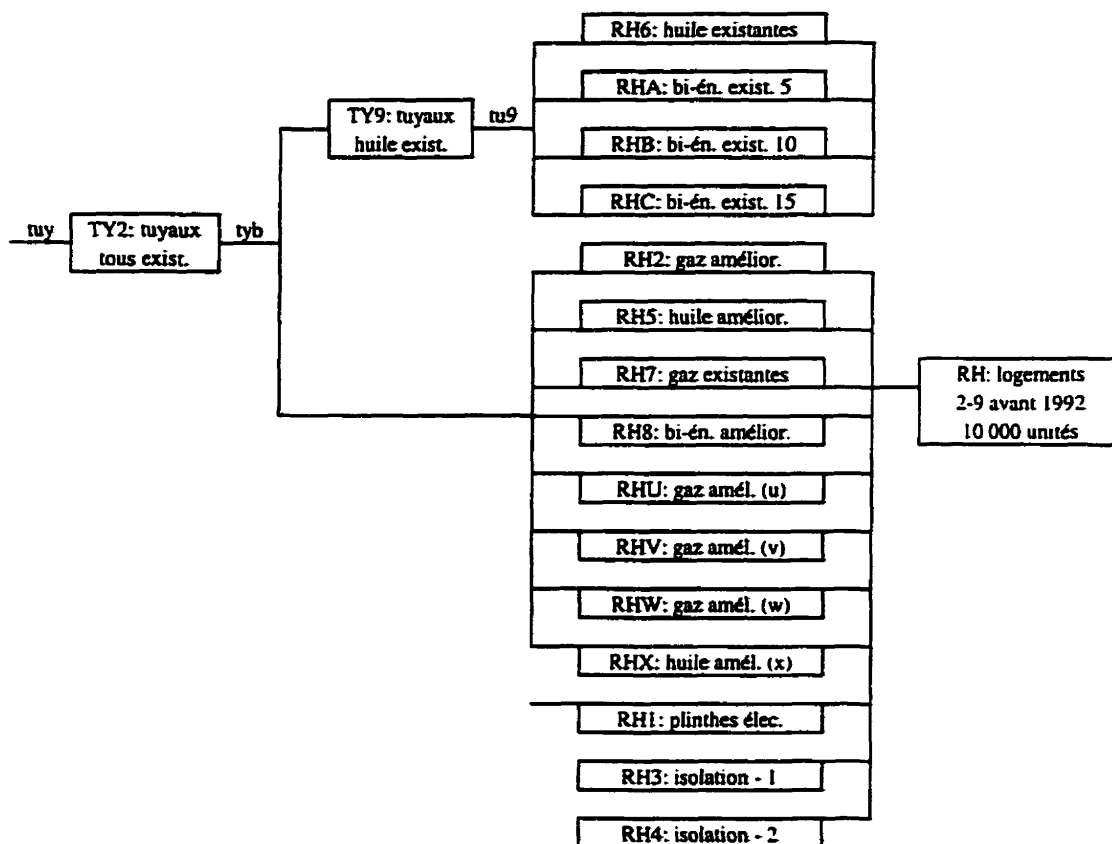 RH6: huile existantes
RHA: bi-én. exist. 5
TY9: tuyaux
huile exist.
tu9
RHB: bi-én. exist. 10
RHC: bi-én. exist. 15
tuy
TY2: tuyaux
tous exist.
tyb
RH2: gaz amélior.
RH5: huile amélior.
RH7: gaz existantes
RH8: bi-én. amélior.
RH: logements
2-9 avant 1992
10 000 unités
RHU: gaz amél. (u)
RHV: gaz amél. (v)
RHW: gaz amél. (w)
RHX: huile amél. (x)
RH1: plinthes élec.
RH3: isolation - 1
RH4: isolation - 2